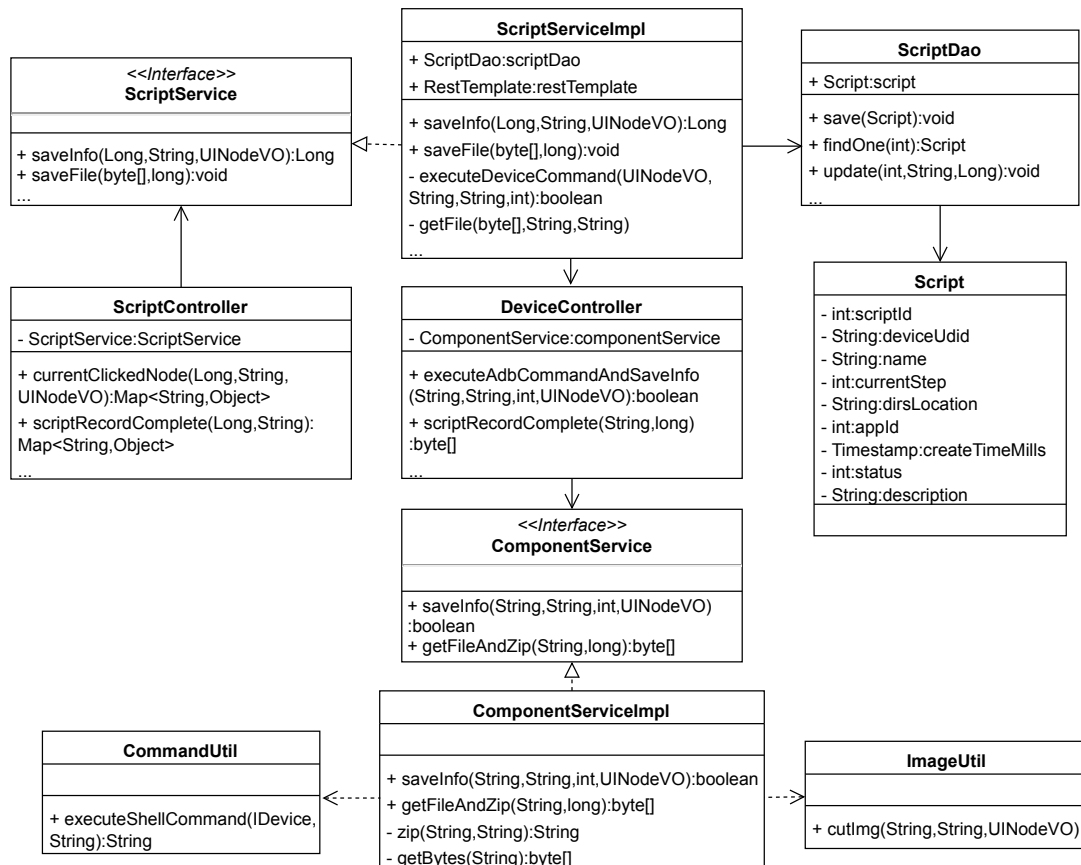 <<Interface>>
ScriptService
+ saveInfo(Long,String,UINodeVO):Long
+ saveFile(byte[],long):void
...
ScriptServiceImpl
+ ScriptDao:scriptDao
+ RestTemplate:restTemplate
+ saveInfo(Long,String,UINodeVO):Long
+ saveFile(byte[],long):void
- executeDeviceCommand(UINodeVO,
String,String,int):boolean
- getFile(byte[],String,String)
...
ScriptDao
+ Script:script
+ save(Script):void
+ findOne(int):Script
+ update(int,String,Long):void
...
ScriptController
- ScriptService:ScriptService
+ currentClickedNode(Long,String,
UINodeVO):Map<String,Object>
+ scriptRecordComplete(Long,String):
Map<String,Object>
...
DeviceController
- ComponentService:componentService
+ executeAdbCommandAndSaveInfo
(String,String,int,UINodeVO):boolean
+ scriptRecordComplete(String,long)
:byte[]
...
Script
- int:scriptId
- String:deviceUdid
- String:name
- int:currentStep
- String:dirsLocation
- int:appId
- Timestamp:createTimeMills
- int:status
- String:description
<<Interface>>
ComponentService
+ saveInfo(String,String,int,UINodeVO)
:boolean
+ getFileAndZip(String,long):byte[]
CommandUtil
+ executeShellCommand(IDevice,
String):String
ComponentServiceImpl
+ saveInfo(String,String,int,UINodeVO):boolean
+ getFileAndZip(String,long):byte[]
- zip(String,String):String
- getBytes(String):byte[]
ImageUtil
+ cutImg(String,String,UINodeVO)